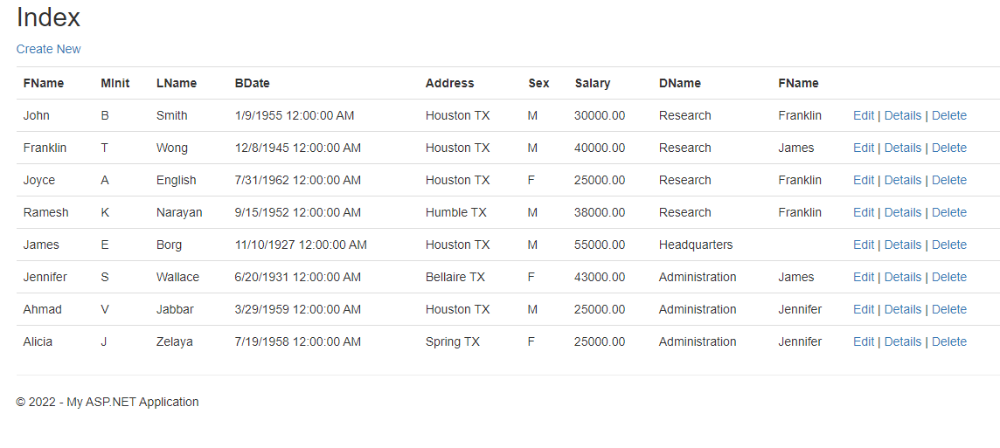 Index
Create New
FName MInit LName BDate Address Sex Salary DName FName
John B Smith 1/9/1955 12:00:00 AM Houston TX M 30000.00 Research Franklin Edit | Details | Delete
Franklin T Wong 12/8/1945 12:00:00 AM Houston TX M 40000.00 Research James Edit | Details | Delete
Joyce A English 7/31/1962 12:00:00 AM Houston TX F 25000.00 Research Franklin Edit | Details | Delete
Ramesh K Narayan 9/15/1952 12:00:00 AM Humble TX M 38000.00 Research Franklin Edit | Details | Delete
James E Borg 11/10/1927 12:00:00 AM Houston TX M 55000.00 Headquarters Edit | Details | Delete
Jennifer S Wallace 6/20/1931 12:00:00 AM Bellaire TX F 43000.00 Administration James Edit | Details | Delete
Ahmad V Jabbar 3/29/1959 12:00:00 AM Houston TX M 25000.00 Administration Jennifer Edit | Details | Delete
Alicia J Zelaya 7/19/1958 12:00:00 AM Spring TX F 25000.00 Administration Jennifer Edit | Details | Delete
© 2022 - My ASP.NET Application